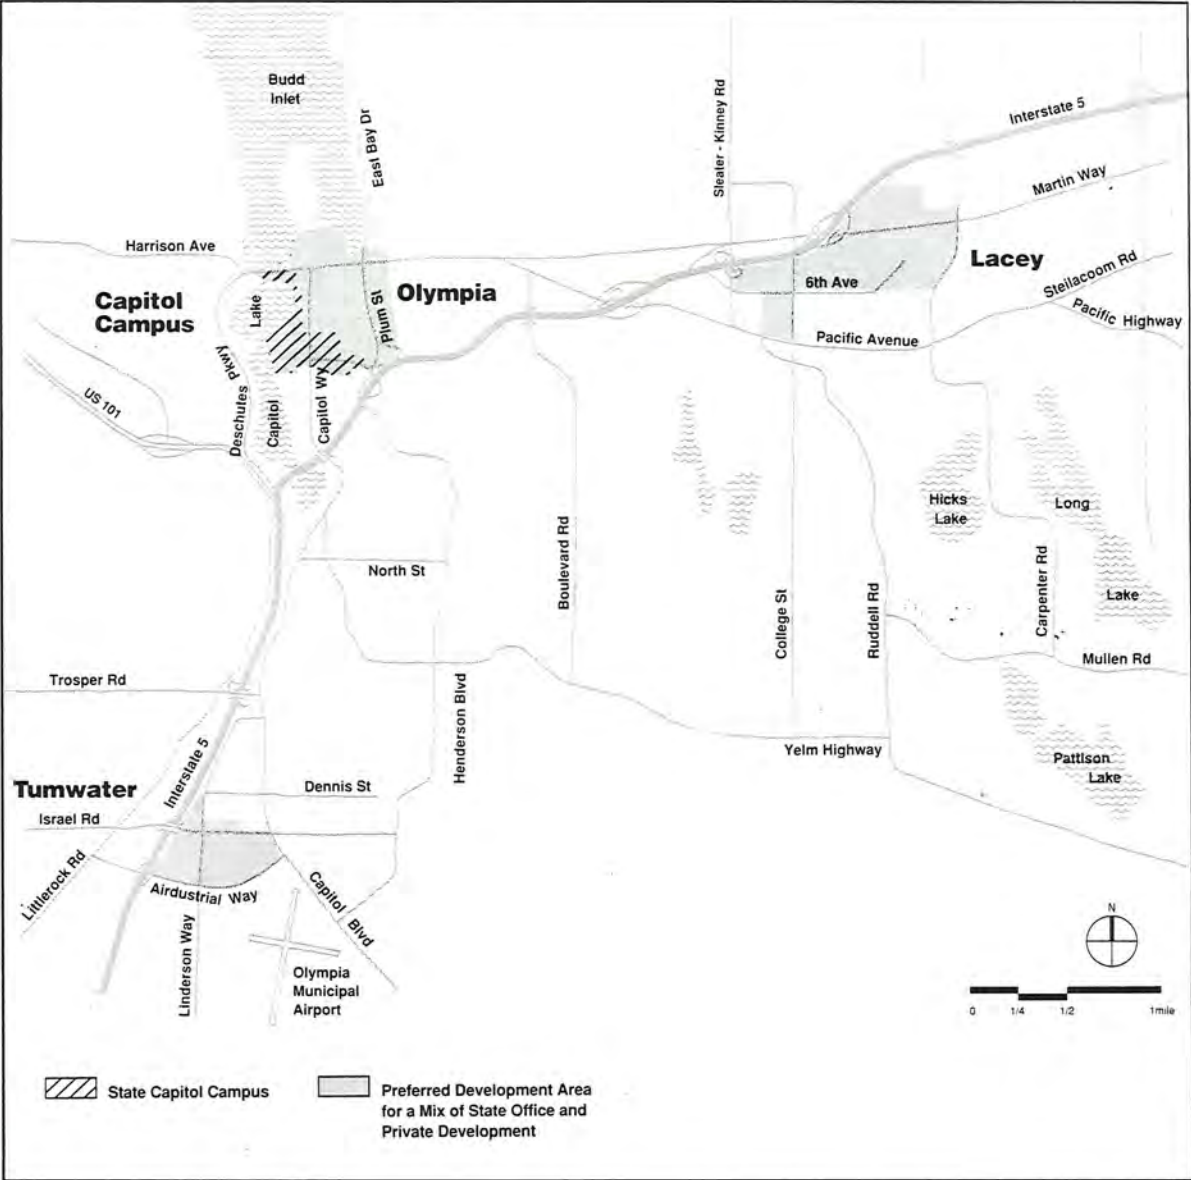 Budd
Inlet
East Bay Dr
Sleater - Kinney Rd
Interstate 5
Martin Way
Harrison Ave
Lacey
Steilacoom Rd
6th Ave
Capitol
Campus
Lake
Olympia
Plum St
Pacific Highway
Pacific Avenue
Deschutes Pkwy
US 101
Capitol
Capitol Wy
Hicks
Lake
Long
Lake
Boulevard Rd
North St
College St
Ruddell Rd
Carpenter Rd
Mullen Rd
Trosper Rd
Henderson Blvd
Yelm Highway
Pattison
Lake
Interstate 5
Tumwater
Dennis St
Israel Rd
Littlerock Rd
Airdustrial Way
Capitol Blvd
Linderson Way
Olympia
Municipal
Airport
N
0 1/4 1/2 1mile
State Capitol Campus
Preferred Development Area
for a Mix of State Office and
Private Development